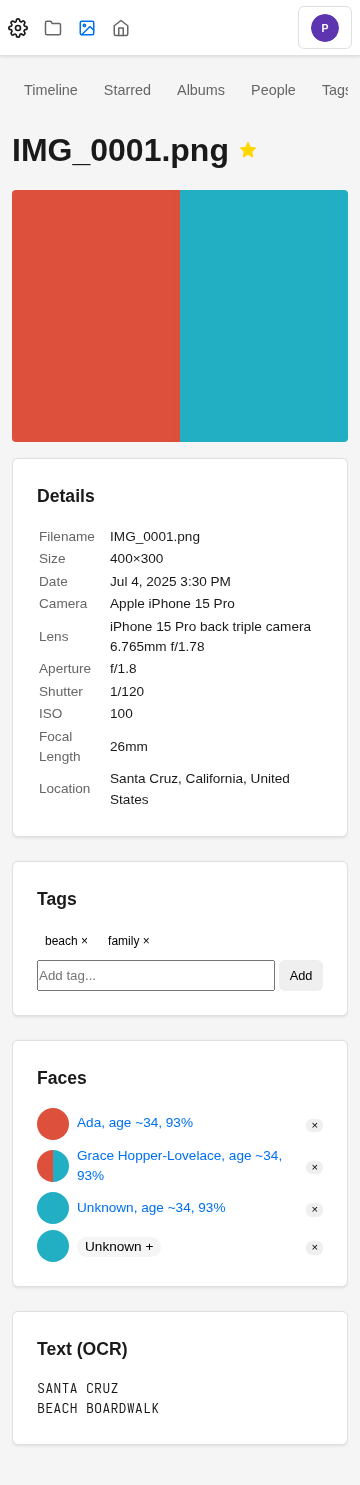 P
Timeline Starred Albums People Tags
IMG_0001.png
Details
Filename IMG_0001.png
Size 400×300
Date Jul 4, 2025 3:30 PM
Camera Apple iPhone 15 Pro
Lens iPhone 15 Pro back triple camera
6.765mm f/1.78
Aperture f/1.8
Shutter 1/120
ISO 100
Focal
Length 26mm
Location Santa Cruz, California, United
States
Tags
beach × family ×
Add tag... Add
Faces
Ada, age ~34, 93% ×
Grace Hopper-Lovelace, age ~34,
93% ×
Unknown, age ~34, 93% ×
Unknown + ×
Text (OCR)
SANTA CRUZ
BEACH BOARDWALK